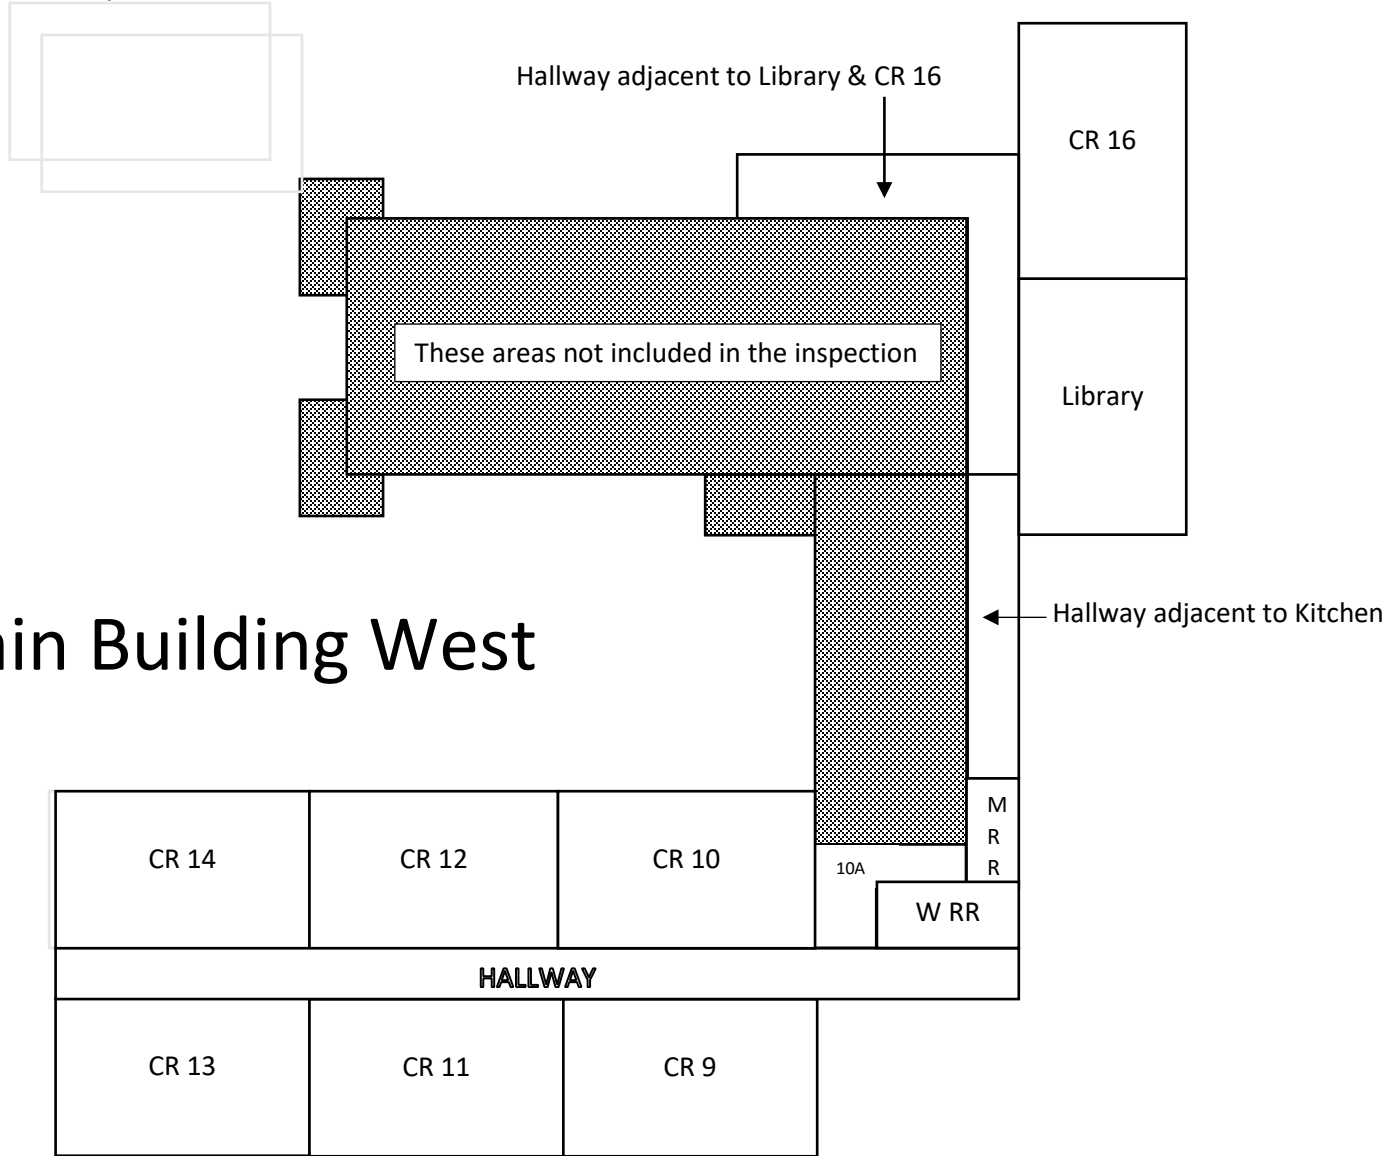 Hallway adjacent to Library & CR 16
CR 16
These areas not included in the inspection
Library
Hallway adjacent to Kitchen
ain Building West
M
R
R
CR 14
CR 12
CR 10
10A
W RR
HALLWAY
CR 13
CR 11
CR 9